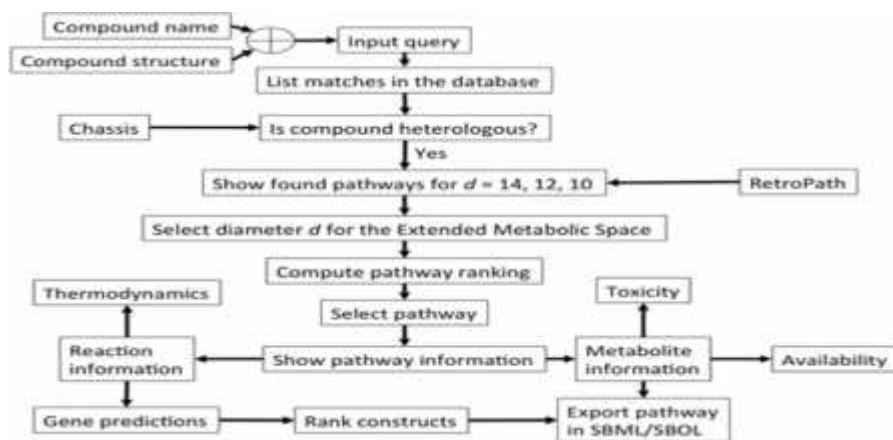 Compound name
Compound structure
Input query
List matches in the database
Chassis
Is compound heterologous?
Yes
Show found pathways for d = 14, 12, 10
RetroPath
Select diameter d for the Extended Metabolic Space
Compute pathway ranking
Thermodynamics
Toxicity
Select pathway
Reaction
information
Show pathway information
Metabolite
information
Availability
Gene predictions
Rank constructs
Export pathway
in SBML/SBOL